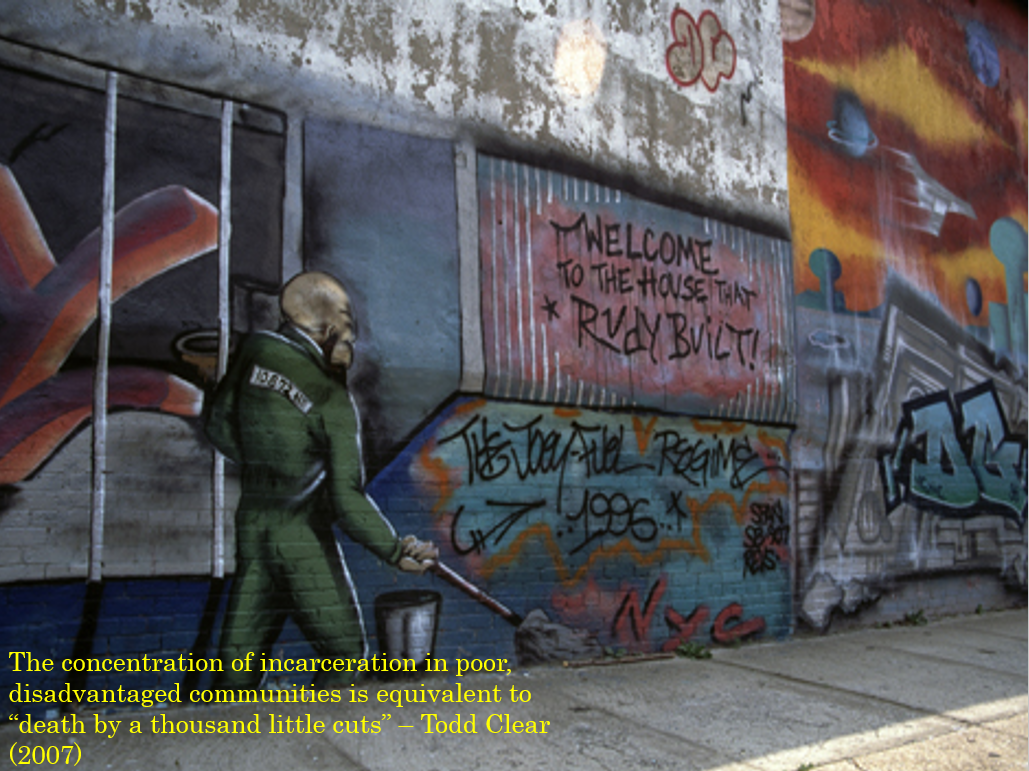 WELCOME
TO THE HOUSE THAT
* RUDY BUILT!
THE JOEY-FUEL REGIME
..1996..*
NYC
The concentration of incarceration in poor,
disadvantaged communities is equivalent to
“death by a thousand little cuts” – Todd Clear
(2007)